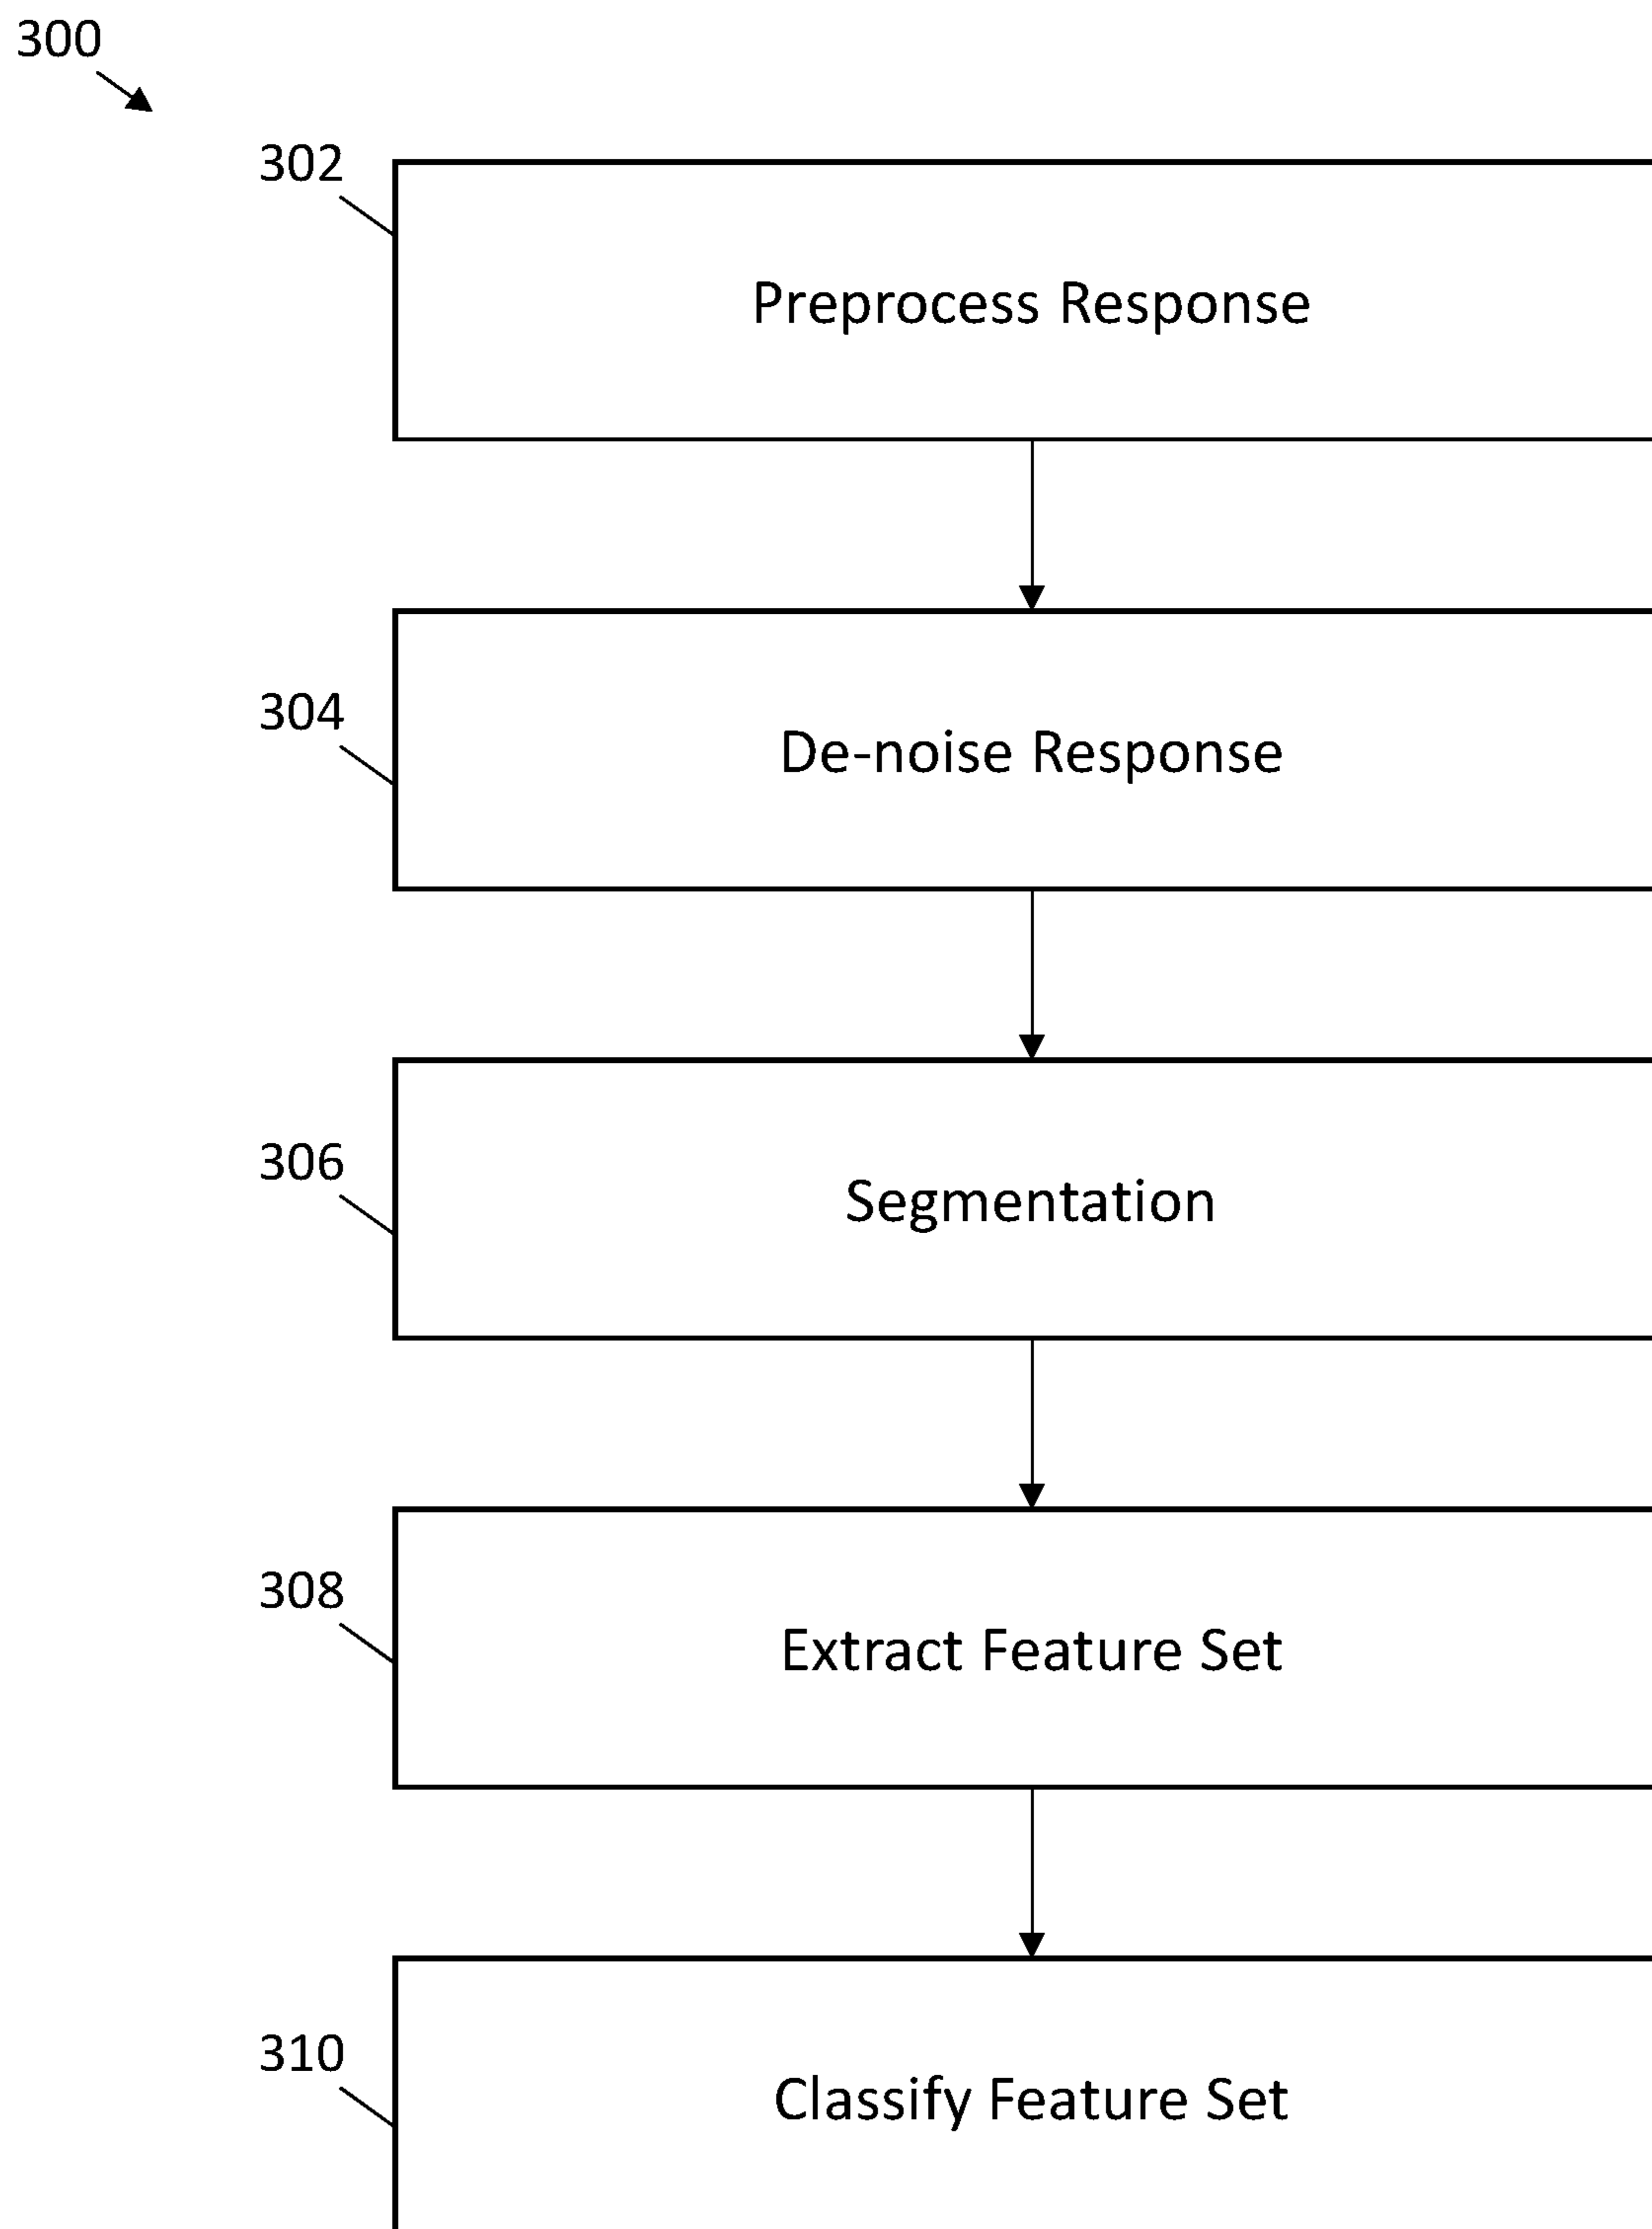 300
302
Preprocess Response
304
De-noise Response
306
Segmentation
308
Extract Feature Set
310
Classify Feature Set